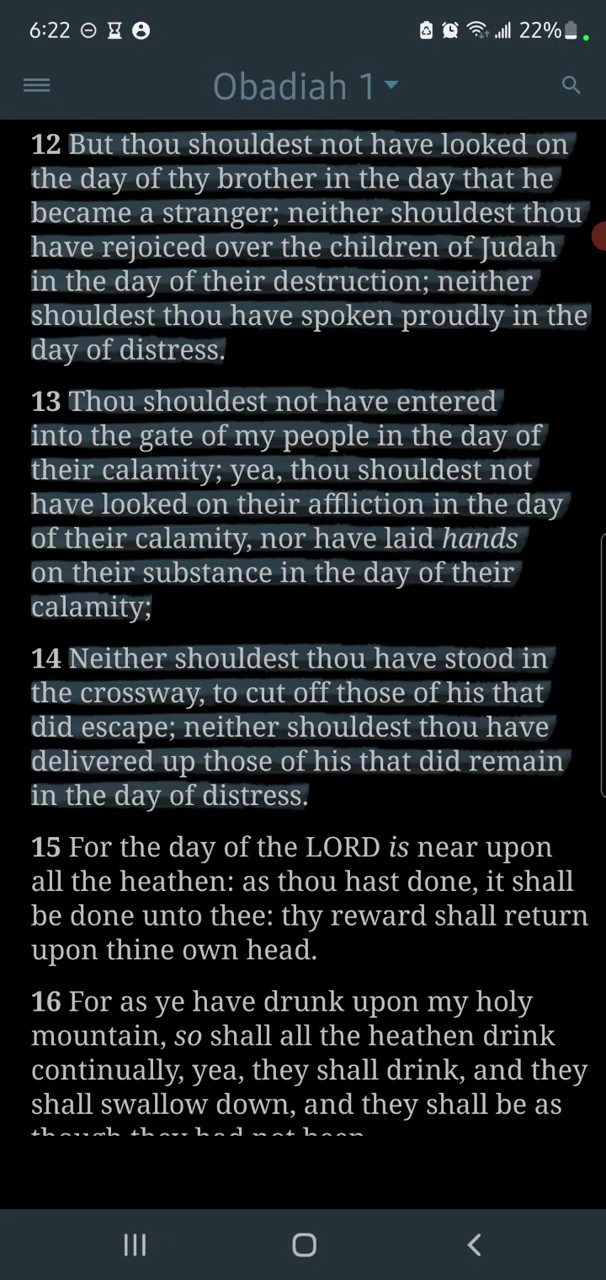 6:22
22%
Obadiah 1
12 But thou shouldest not have looked on
the day of thy brother in the day that he
became a stranger; neither shouldest thou
have rejoiced over the children of Judah
in the day of their destruction; neither
shouldest thou have spoken proudly in the
day of distress.
13 Thou shouldest not have entered
into the gate of my people in the day of
their calamity; yea, thou shouldest not
have looked on their affliction in the day
of their calamity, nor have laid hands
on their substance in the day of their
calamity;
14 Neither shouldest thou have stood in
the crossway, to cut off those of his that
did escape; neither shouldest thou have
delivered up those of his that did remain
in the day of distress.
15 For the day of the LORD is near upon
all the heathen: as thou hast done, it shall
be done unto thee: thy reward shall return
upon thine own head.
16 For as ye have drunk upon my holy
mountain, so shall all the heathen drink
continually, yea, they shall drink, and they
shall swallow down, and they shall be as
though they had not been